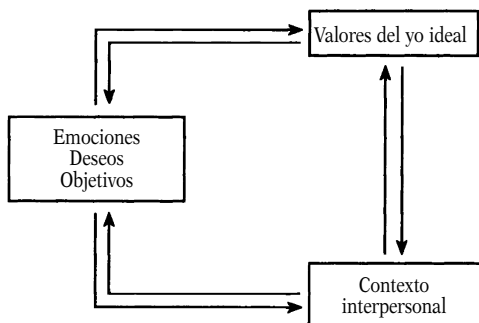 Valores del yo ideal
Emociones
Deseos
Objetivos
Contexto
interpersonal